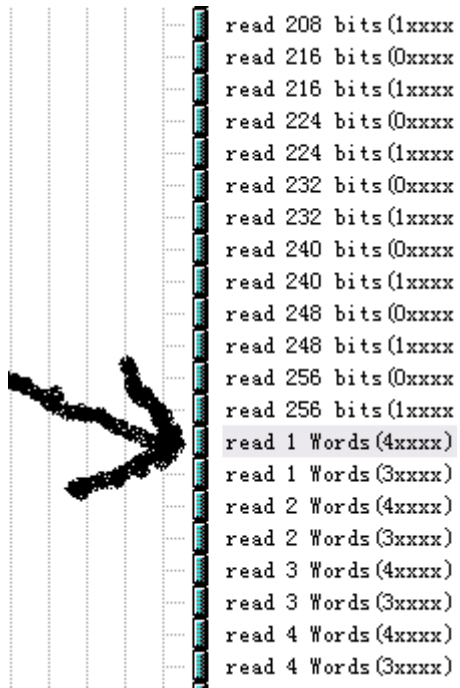 read 208 bits(1xxxx
read 216 bits(0xxxx
read 216 bits(1xxxx
read 224 bits(0xxxx
read 224 bits(1xxxx
read 232 bits(0xxxx
read 232 bits(1xxxx
read 240 bits(0xxxx
read 240 bits(1xxxx
read 248 bits(0xxxx
read 248 bits(1xxxx
read 256 bits(0xxxx
read 256 bits(1xxxx
read 1 Words(4xxxx)
read 1 Words(3xxxx)
read 2 Words(4xxxx)
read 2 Words(3xxxx)
read 3 Words(4xxxx)
read 3 Words(3xxxx)
read 4 Words(4xxxx)
read 4 Words(3xxxx)